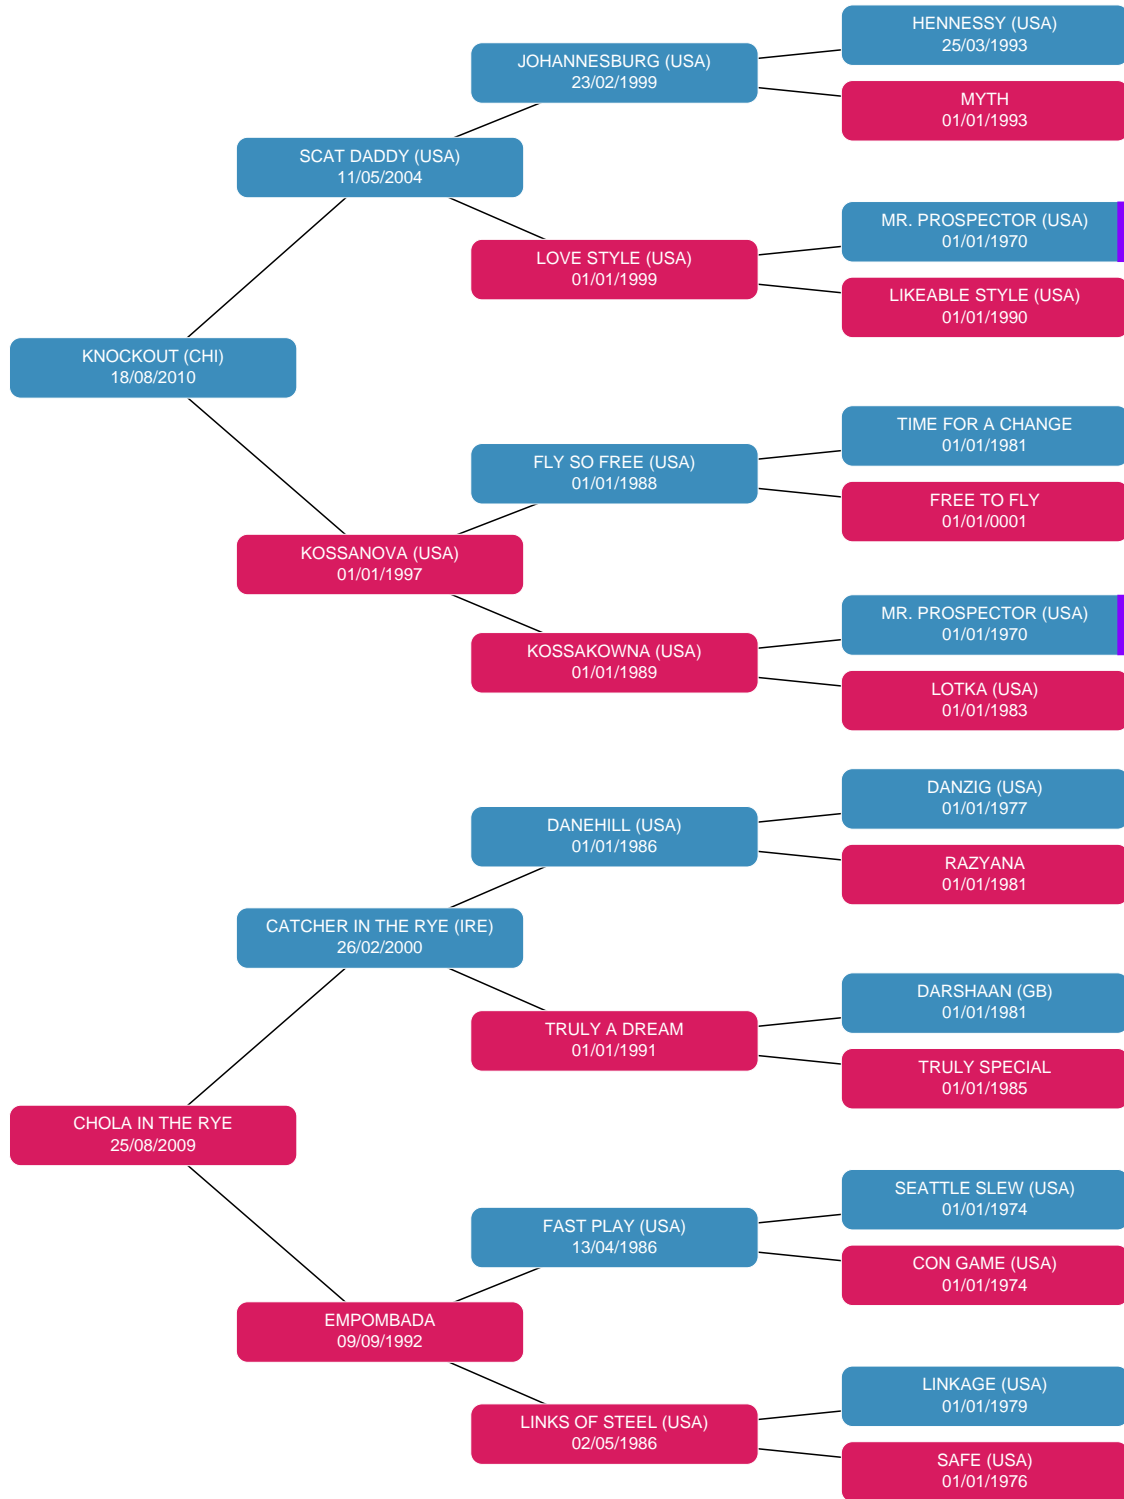 HENNESSY (USA)
25/03/1993
JOHANNESBURG (USA)
23/02/1999
MYTH
01/01/1993
SCAT DADDY (USA)
11/05/2004
MR. PROSPECTOR (USA)
01/01/1970
LOVE STYLE (USA)
01/01/1999
LIKEABLE STYLE (USA)
01/01/1990
KNOCKOUT (CHI)
18/08/2010
TIME FOR A CHANGE
01/01/1981
FLY SO FREE (USA)
01/01/1988
FREE TO FLY
01/01/0001
KOSSANOVA (USA)
01/01/1997
MR. PROSPECTOR (USA)
01/01/1970
KOSSAKOWNA (USA)
01/01/1989
LOTKA (USA)
01/01/1983
DANZIG (USA)
01/01/1977
DANEHILL (USA)
01/01/1986
RAZYANA
01/01/1981
CATCHER IN THE RYE (IRE)
26/02/2000
DARSHAAN (GB)
01/01/1981
TRULY A DREAM
01/01/1991
TRULY SPECIAL
01/01/1985
CHOLA IN THE RYE
25/08/2009
SEATTLE SLEW (USA)
01/01/1974
FAST PLAY (USA)
13/04/1986
CON GAME (USA)
01/01/1974
EMPOMBADA
09/09/1992
LINKAGE (USA)
01/01/1979
LINKS OF STEEL (USA)
02/05/1986
SAFE (USA)
01/01/1976